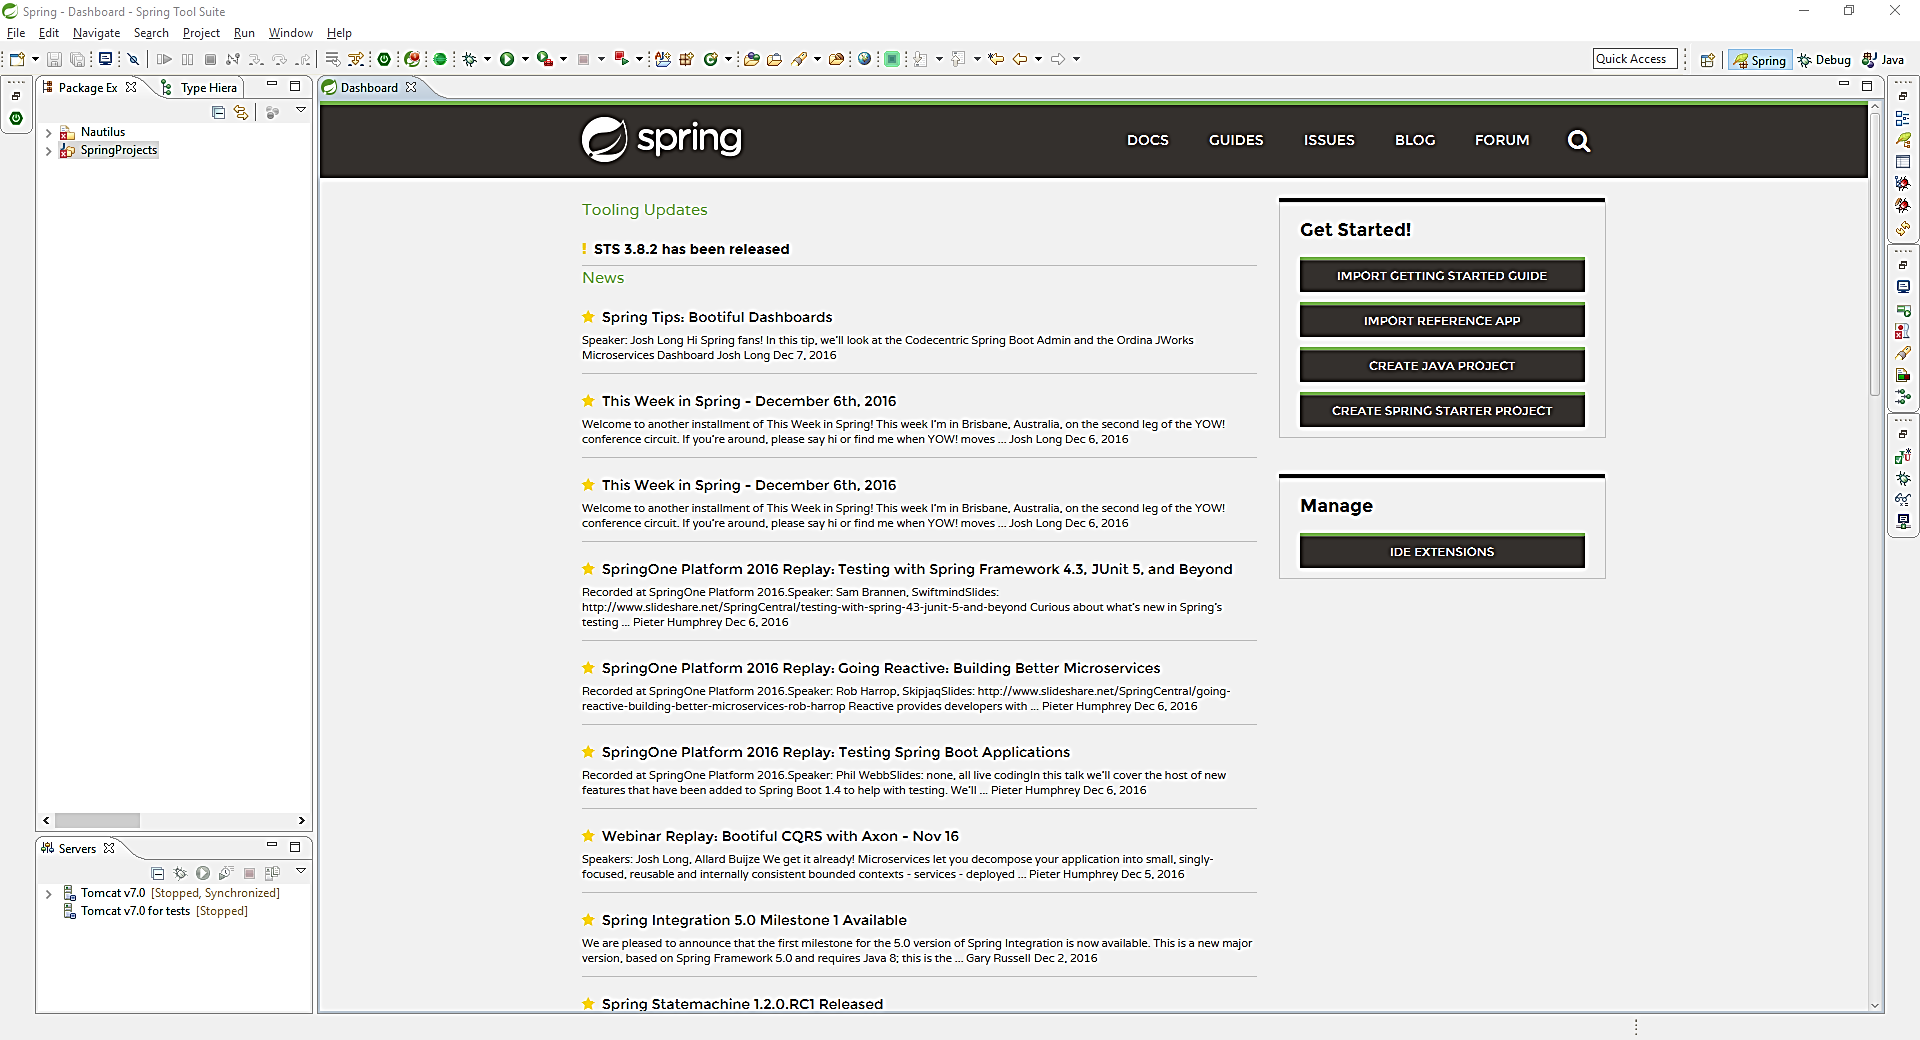 Spring - Dashboard - Spring Tool Suite
File Edit Navigate Search Project Run Window Help
Quick Access Spring Debug Java
Package Ex Type Hiera
Nautilus
SpringProjects
Servers
Tomcat v7.0 [Stopped, Synchronized]
Tomcat v7.0 for tests [Stopped]
Dashboard
spring
DOCS GUIDES ISSUES BLOG FORUM
Tooling Updates
! STS 3.8.2 has been released
News
Spring Tips: Bootiful Dashboards
Speaker: Josh Long Hi Spring fans! In this tip, we'll look at the Codecentric Spring Boot Admin and the Ordina JWorks
Microservices Dashboard Josh Long Dec 7, 2016
This Week in Spring - December 6th, 2016
Welcome to another installment of This Week in Spring! This week I'm in Brisbane, Australia, on the second leg of the YOW!
conference circuit. If you're around, please say hi or find me when YOW! moves ... Josh Long Dec 6, 2016
This Week in Spring - December 6th, 2016
Welcome to another installment of This Week in Spring! This week I'm in Brisbane, Australia, on the second leg of the YOW!
conference circuit. If you're around, please say hi or find me when YOW! moves ... Josh Long Dec 6, 2016
SpringOne Platform 2016 Replay: Testing with Spring Framework 4.3, JUnit 5, and Beyond
Recorded at SpringOne Platform 2016.Speaker: Sam Brannen, SwiftmindSlides:
http://www.slideshare.net/SpringCentral/testing-with-spring-43-junit-5-and-beyond Curious about what's new in Spring's
testing ... Pieter Humphrey Dec 6, 2016
SpringOne Platform 2016 Replay: Going Reactive: Building Better Microservices
Recorded at SpringOne Platform 2016.Speaker: Rob Harrop, SkipjaqSlides: http://www.slideshare.net/SpringCentral/going-
reactive-building-better-microservices-rob-harrop Reactive provides developers with ... Pieter Humphrey Dec 6, 2016
SpringOne Platform 2016 Replay: Testing Spring Boot Applications
Recorded at SpringOne Platform 2016.Speaker: Phil WebbSlides: none, all live codingIn this talk we'll cover the host of new
features that have been added to Spring Boot 1.4 to help with testing. We'll ... Pieter Humphrey Dec 6, 2016
Webinar Replay: Bootiful CQRS with Axon - Nov 16
Speakers: Josh Long, Allard Buijze We get it already! Microservices let you decompose your application into small, singly-
focused, reusable and internally consistent bounded contexts - services - deployed ... Pieter Humphrey Dec 5, 2016
Spring Integration 5.0 Milestone 1 Available
We are pleased to announce that the first milestone for the 5.0 version of Spring Integration is now available. This is a new major
version, based on Spring Framework 5.0 and requires Java 8; this is the ... Gary Russell Dec 2, 2016
Spring Statemachine 1.2.0.RC1 Released
Get Started!
IMPORT GETTING STARTED GUIDE
IMPORT REFERENCE APP
CREATE JAVA PROJECT
CREATE SPRING STARTER PROJECT
Manage
IDE EXTENSIONS